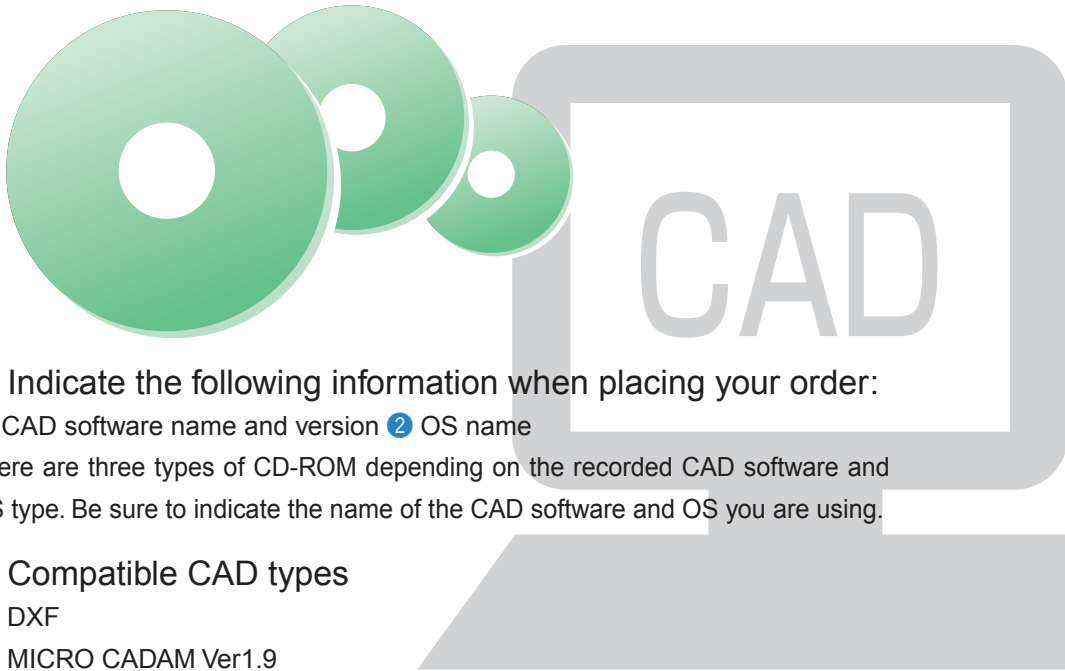 CAD
Indicate the following information when placing your order:
CAD software name and version 2 OS name
ere are three types of CD-ROM depending on the recorded CAD software and
S type. Be sure to indicate the name of the CAD software and OS you are using.
Compatible CAD types
DXF
MICRO CADAM Ver1.9